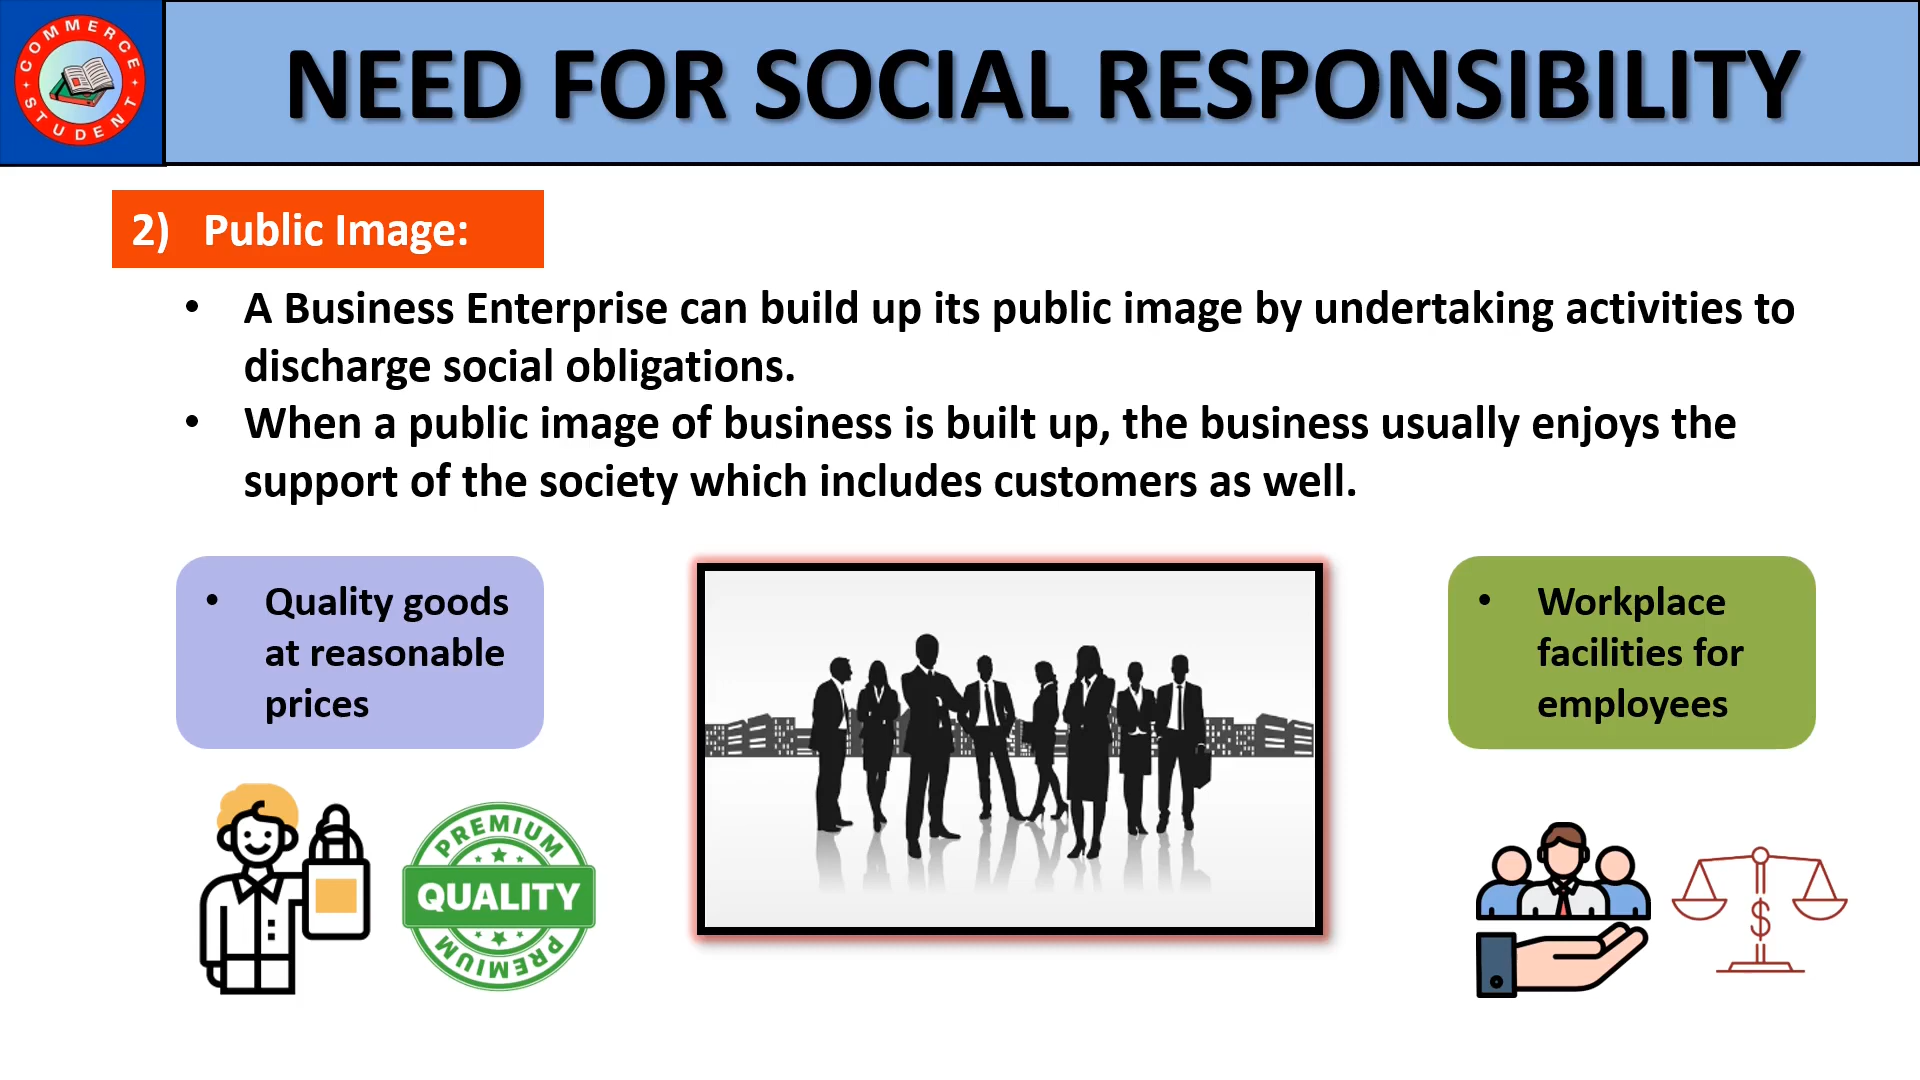 COMMERCE
STUDENT
NEED FOR SOCIAL RESPONSIBILITY
2) Public Image:
• A Business Enterprise can build up its public image by undertaking activities to
discharge social obligations.
• When a public image of business is built up, the business usually enjoys the
support of the society which includes customers as well.
• Quality goods
at reasonable
prices
• Workplace
facilities for
employees
PREMIUM
QUALITY
PREMIUM
$